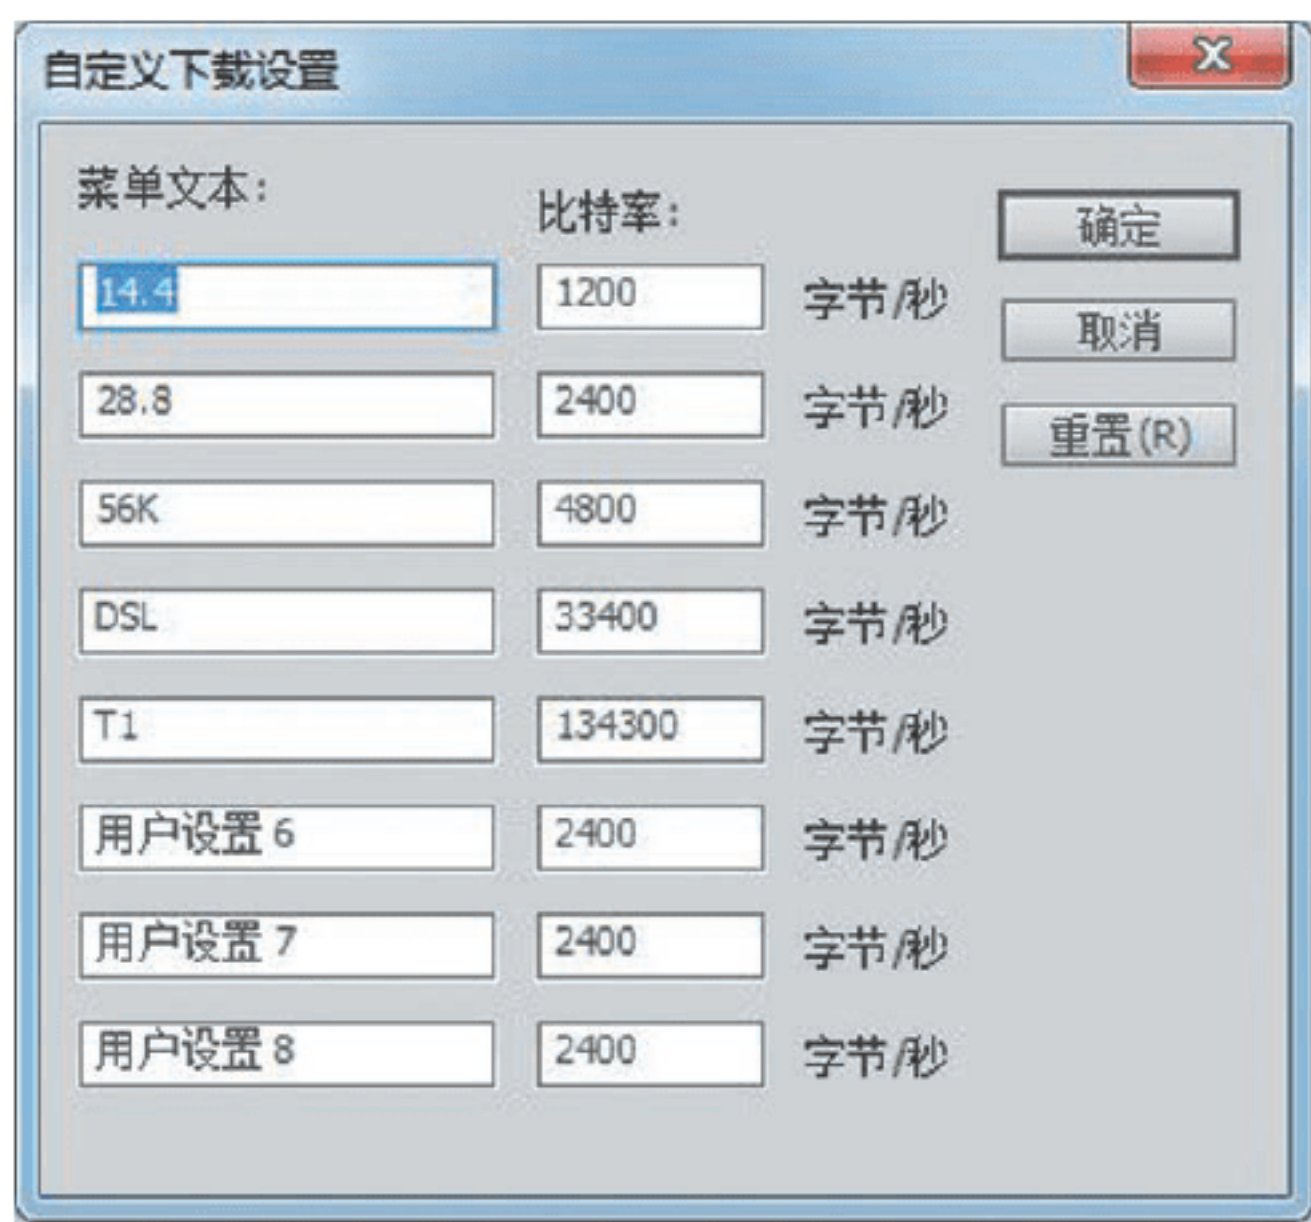 自定义下载设置
菜单文本:
比特率:
确定
14.4 1200 字节/秒
取消
28.8 2400 字节/秒
重置(R)
56K 4800 字节/秒
DSL 33400 字节/秒
T1 134300 字节/秒
用户设置 6 2400 字节/秒
用户设置 7 2400 字节/秒
用户设置 8 2400 字节/秒